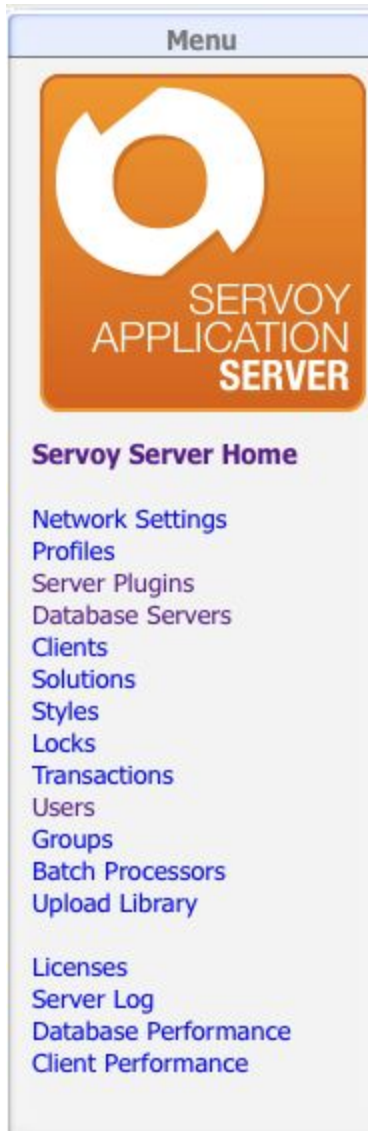 Menu
SERVOY
APPLICATION
SERVER
Servoy Server Home
Network Settings
Profiles
Server Plugins
Database Servers
Clients
Solutions
Styles
Locks
Transactions
Users
Groups
Batch Processors
Upload Library
Licenses
Server Log
Database Performance
Client Performance